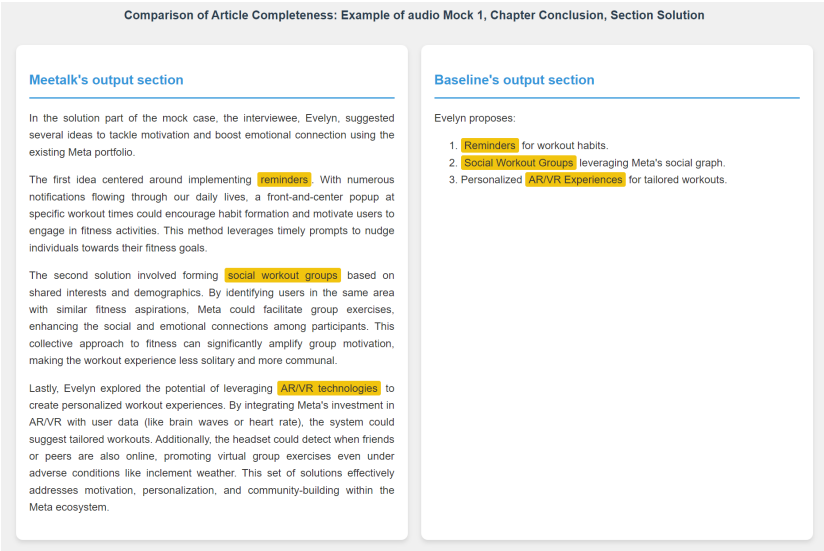 Comparison of Article Completeness: Example of audio Mock 1, Chapter Conclusion, Section Solution
Meetalk's output section
In the solution part of the mock case, the interviewee, Evelyn, suggested
several ideas to tackle motivation and boost emotional connection using the
existing Meta portfolio.
The first idea centered around implementing reminders. With numerous
notifications flowing through our daily lives, a front-and-center popup at
specific workout times could encourage habit formation and motivate users to
engage in fitness activities. This method leverages timely prompts to nudge
individuals towards their fitness goals.
The second solution involved forming social workout groups based on
shared interests and demographics. By identifying users in the same area
with similar fitness aspirations, Meta could facilitate group exercises,
enhancing the social and emotional connections among participants. This
collective approach to fitness can significantly amplify group motivation,
making the workout experience less solitary and more communal.
Lastly, Evelyn explored the potential of leveraging AR/VR technologies to
create personalized workout experiences. By integrating Meta's investment in
AR/VR with user data (like brain waves or heart rate), the system could
suggest tailored workouts. Additionally, the headset could detect when friends
or peers are also online, promoting virtual group exercises even under
adverse conditions like inclement weather. This set of solutions effectively
addresses motivation, personalization, and community-building within the
Meta ecosystem.
Baseline's output section
Evelyn proposes:
1. Reminders for workout habits.
2. Social Workout Groups leveraging Meta's social graph.
3. Personalized AR/VR Experiences for tailored workouts.